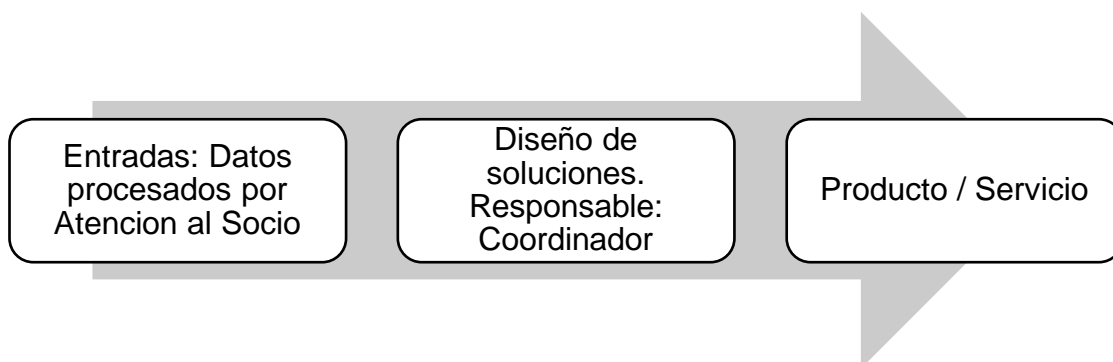 Entradas: Datos
procesados por
Atencion al Socio
Diseño de
soluciones.
Responsable:
Coordinador
Producto / Servicio